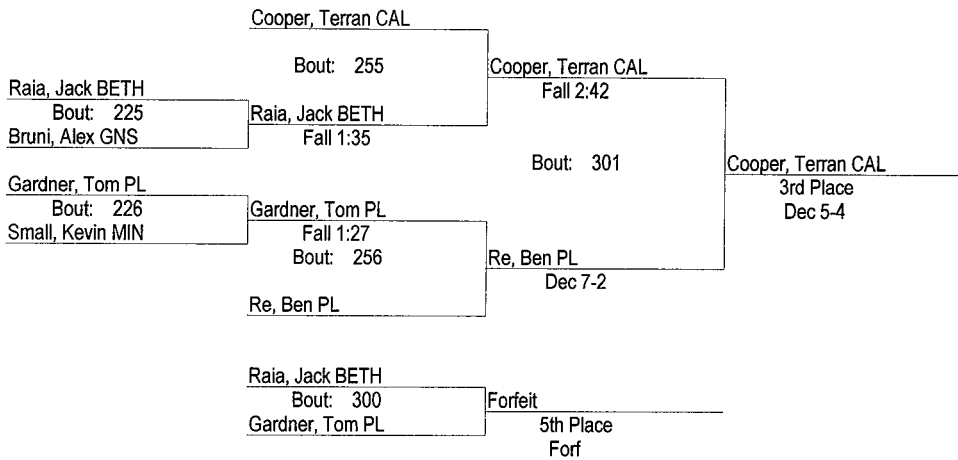 Cooper, Terran CAL
Bout: 255
Cooper, Terran CAL
Fall 2:42
Raia, Jack BETH
Bout: 225
Bruni, Alex GNS
Raia, Jack BETH
Fall 1:35
Bout: 301
Cooper, Terran CAL
3rd Place
Dec 5-4
Gardner, Tom PL
Bout: 226
Small, Kevin MIN
Gardner, Tom PL
Fall 1:27
Bout: 256
Re, Ben PL
Dec 7-2
Re, Ben PL
Raia, Jack BETH
Bout: 300
Gardner, Tom PL
Forfeit
5th Place
Forf